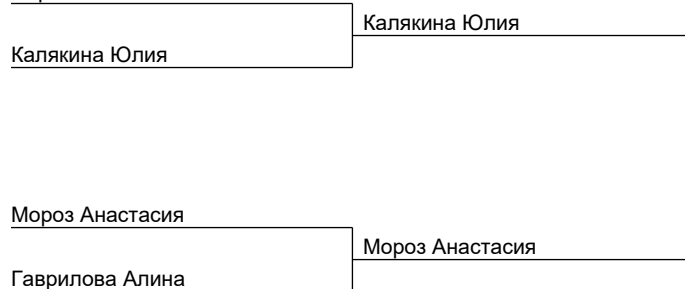 Калякина Юлия
Калякина Юлия
Мороз Анастасия
Мороз Анастасия
Гаврилова Алина